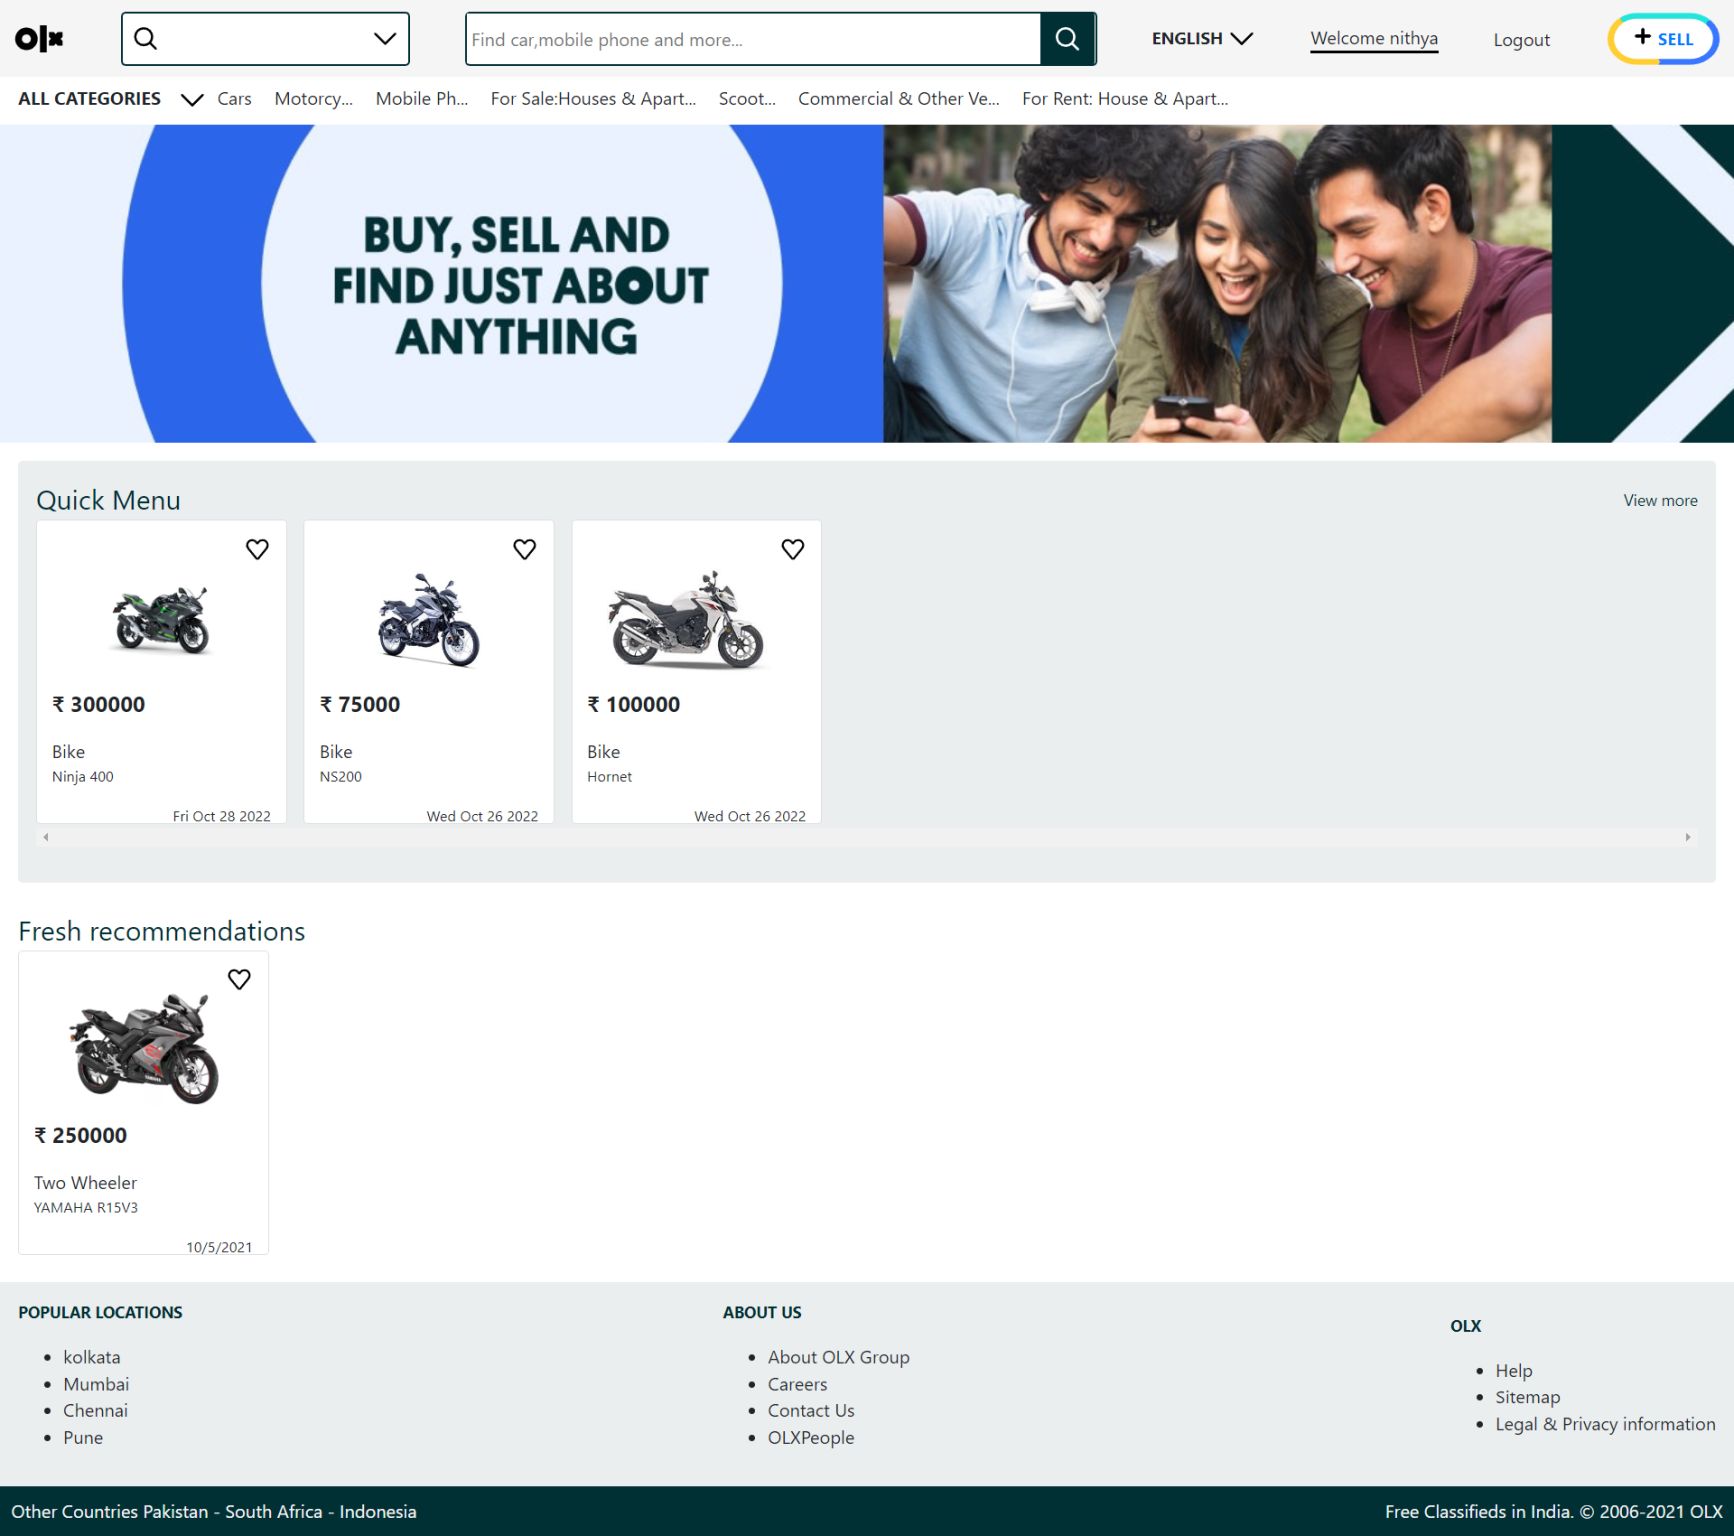 olx
Find car,mobile phone and more...
ENGLISH
Welcome nithya
Logout
+ SELL
ALL CATEGORIES
Cars
Motorcy...
Mobile Ph...
For Sale:Houses & Apart...
Scoot...
Commercial & Other Ve...
For Rent: House & Apart...
BUY, SELL AND
FIND JUST ABOUT
ANYTHING
Quick Menu
View more
₹ 300000
Bike
Ninja 400
Fri Oct 28 2022
₹ 75000
Bike
NS200
Wed Oct 26 2022
₹ 100000
Bike
Hornet
Wed Oct 26 2022
Fresh recommendations
₹ 250000
Two Wheeler
YAMAHA R15V3
10/5/2021
POPULAR LOCATIONS
kolkata
Mumbai
Chennai
Pune
ABOUT US
About OLX Group
Careers
Contact Us
OLXPeople
OLX
Help
Sitemap
Legal & Privacy information
Other Countries Pakistan - South Africa - Indonesia
Free Classifieds in India. © 2006-2021 OLX